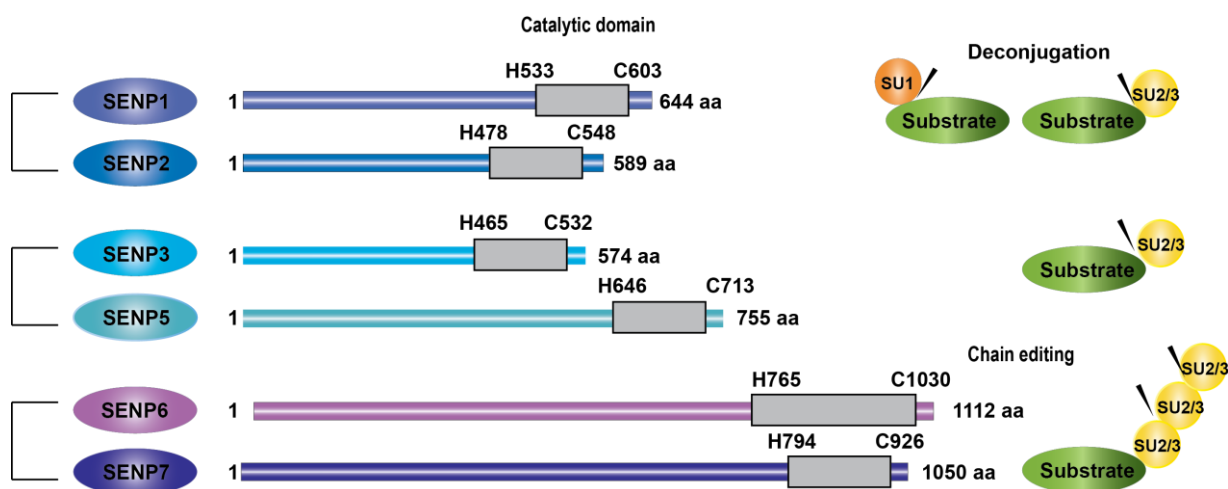 Catalytic domain
Deconjugation
H533 C603
SENP1 1 644 aa
SU1 SU2/3
Substrate Substrate
H478 C548
SENP2 1 589 aa
H465 C532
SENP3 1 574 aa
SU2/3
Substrate
H646 C713
SENP5 1 755 aa
Chain editing
H765 C1030
SENP6 1 1112 aa
SU2/3
SU2/3
SU2/3
H794 C926
SENP7 1 1050 aa
Substrate